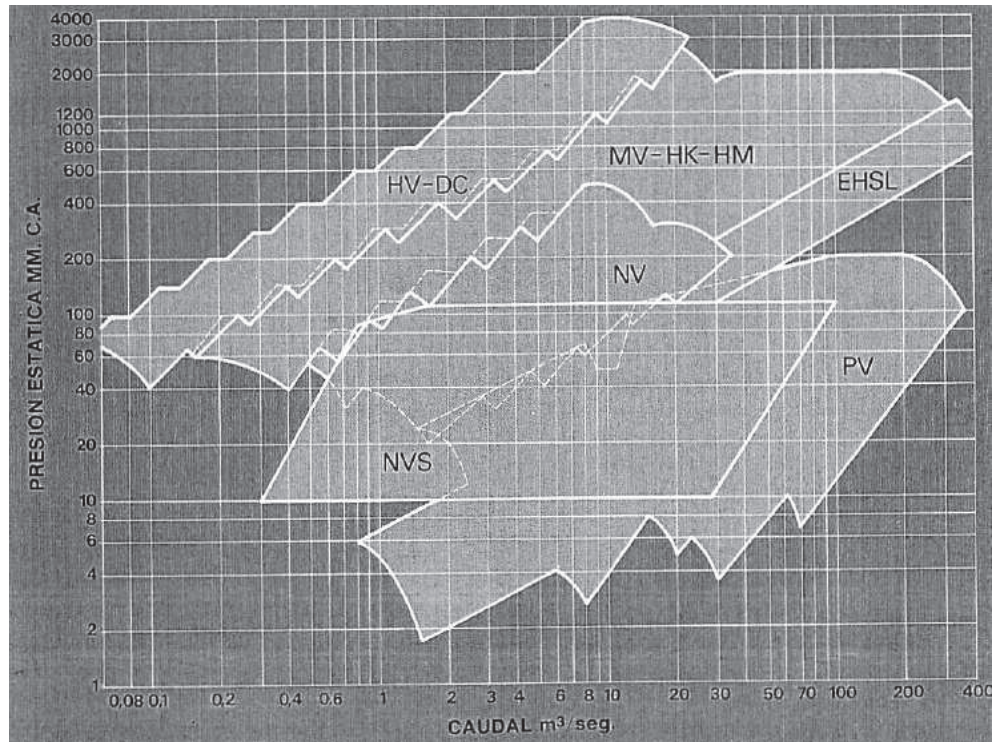 4000
3000
2000
1200
1000
800
600
400
200
100
80
60
40
20
10
8
6
4
2
1
PRESION ESTATICA MM. C.A.
HV-DC
MV-HK-HM
EHSL
NV
PV
NVS
0,08 0,1 0,2 0,4 0,6 1 2 3 4 6 8 10 20 30 50 70 100 200 400
CAUDAL m³/seg.